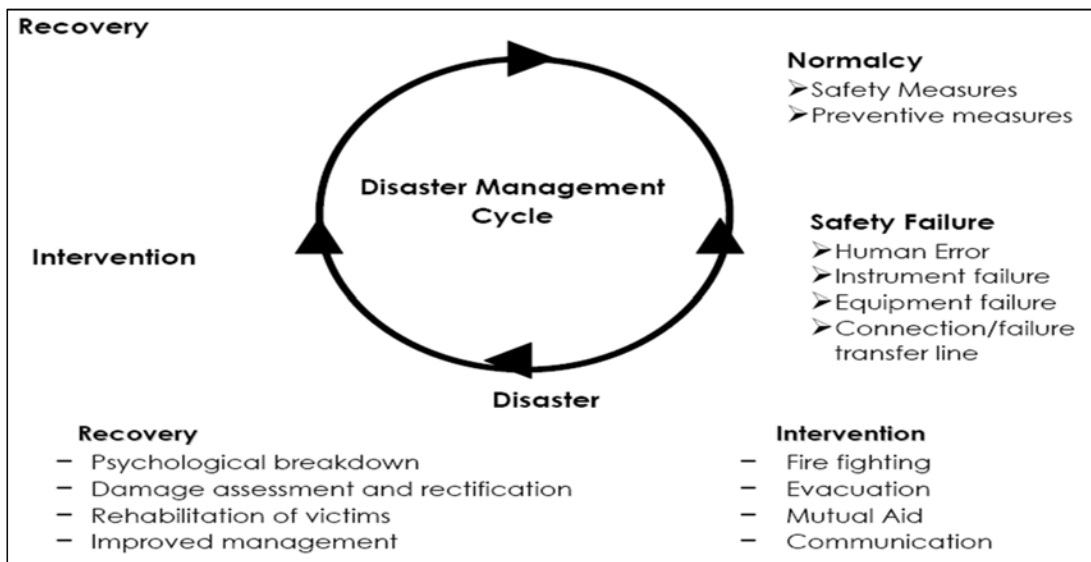 Recovery
Normalcy
➢Safety Measures
➢Preventive measures
Disaster Management
Cycle
Safety Failure
➢Human Error
➢Instrument failure
➢Equipment failure
➢Connection/failure
transfer line
Intervention
Disaster
Recovery
– Psychological breakdown
– Damage assessment and rectification
– Rehabilitation of victims
– Improved management
Intervention
– Fire fighting
– Evacuation
– Mutual Aid
– Communication